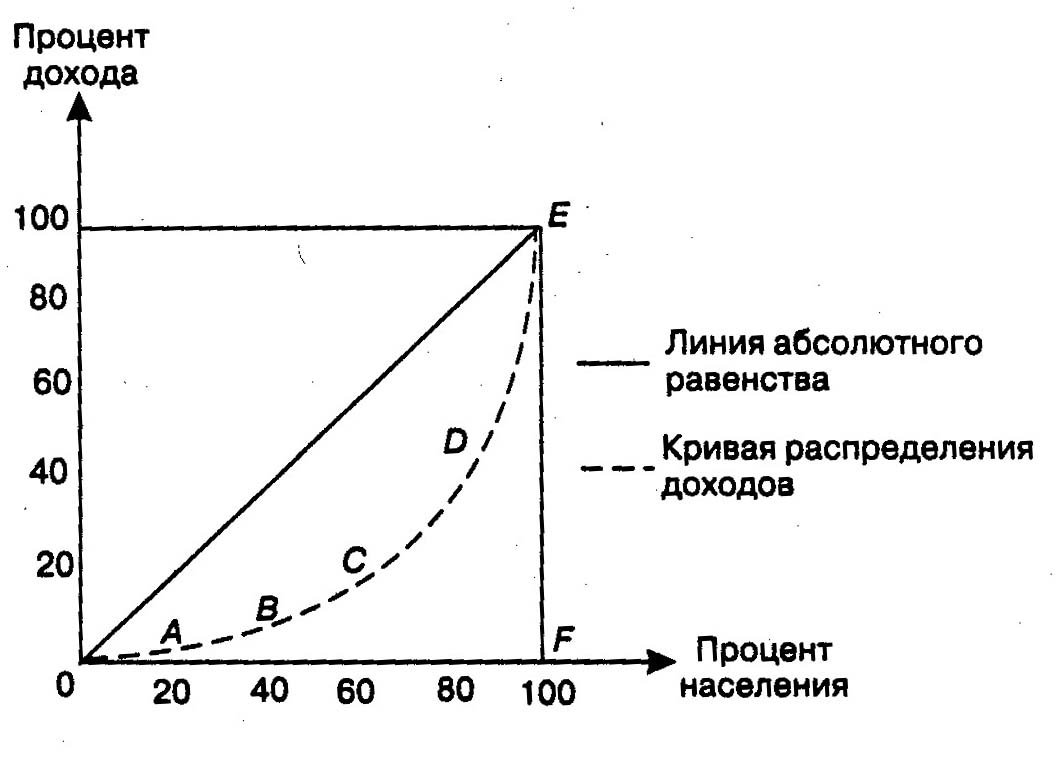 Процент
дохода
100
E
80
60
Линия абсолютного
равенства
D
40
Кривая распределения
доходов
20
C
B
A
F
0
20
40
60
80
100
Процент
населения